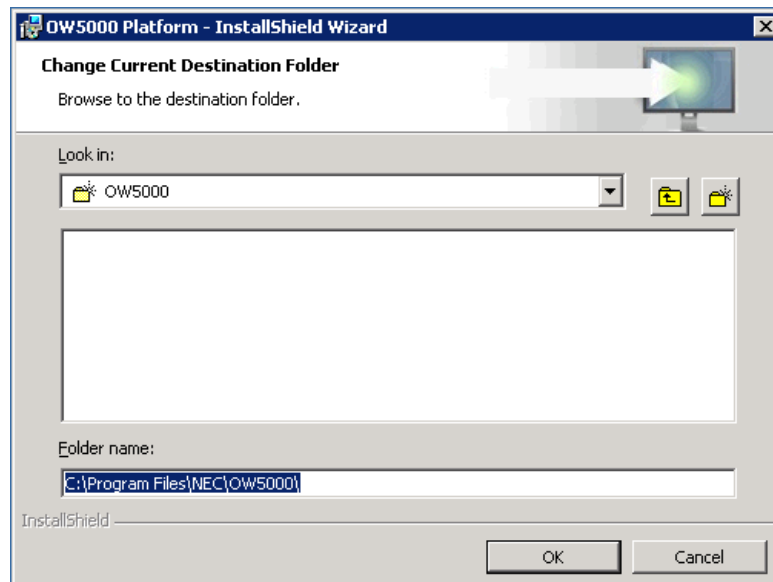 OW5000 Platform - InstallShield Wizard
Change Current Destination Folder
Browse to the destination folder.
Look in:
OW5000
Folder name:
C:\Program Files\NEC\OW5000\
InstallShield
OK Cancel